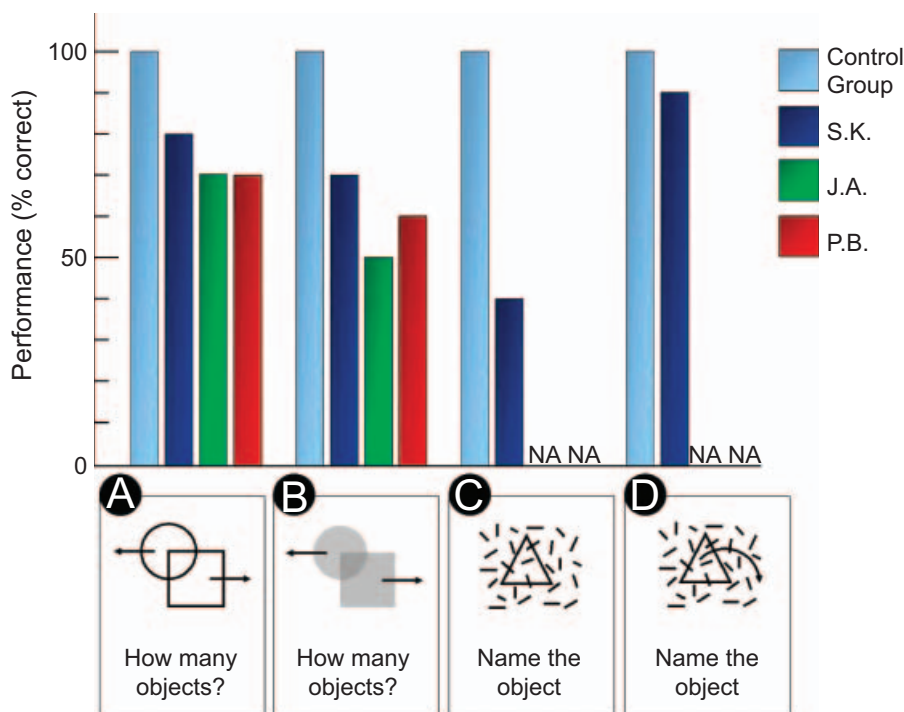 Performance (% correct)
100
50
0
NA NA
NA NA
Control
Group
S.K.
J.A.
P.B.
A
How many
objects?
B
How many
objects?
C
Name the
object
D
Name the
object